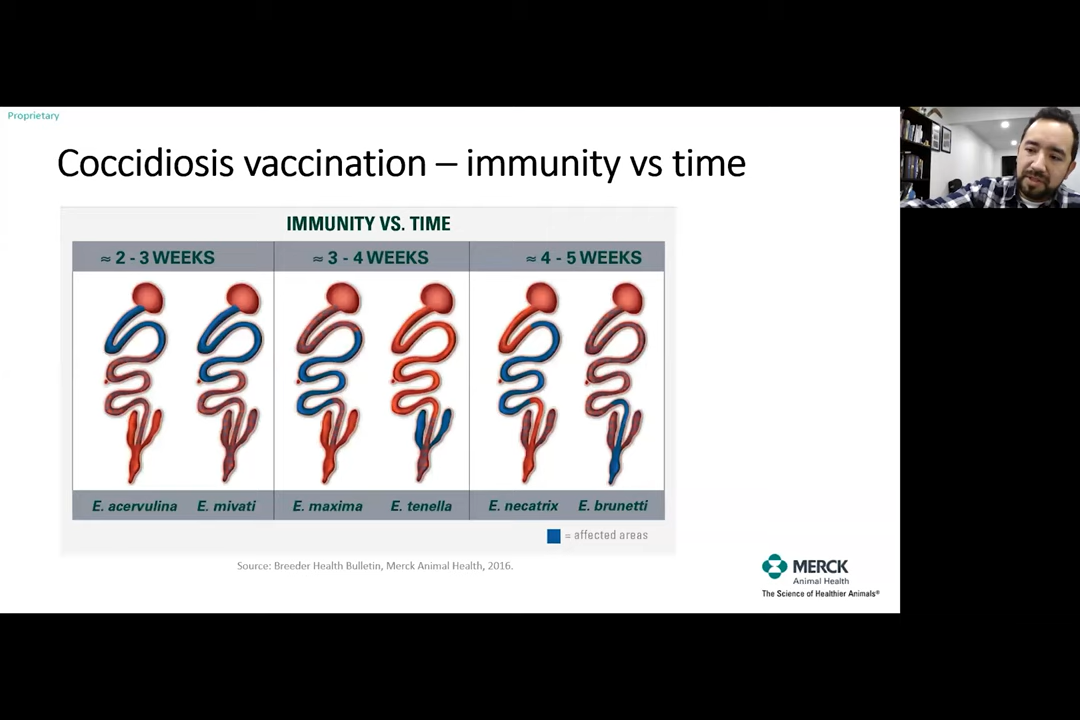 Proprietary
Coccidiosis vaccination – immunity vs time
IMMUNITY VS. TIME
≈ 2 - 3 WEEKS
≈ 3 - 4 WEEKS
≈ 4 - 5 WEEKS
E. acervulina
E. mivati
E. maxima
E. tenella
E. necatrix
E. brunetti
= affected areas
Source: Breeder Health Bulletin, Merck Animal Health, 2016.
MERCK
Animal Health
The Science of Healthier Animals®